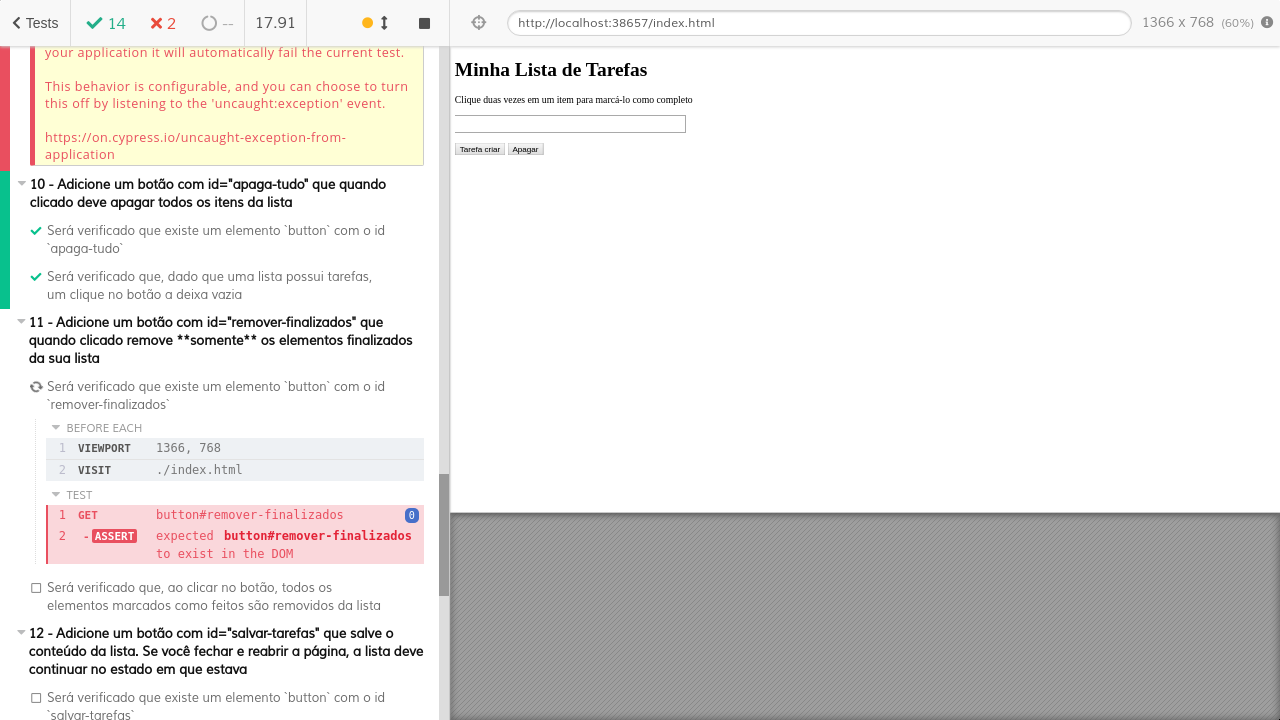 Tests
14
2
--
17.91
http://localhost:38657/index.html
1366 x 768 (60%)
your application it will automatically fail the current test.
This behavior is configurable, and you can choose to turn
this off by listening to the 'uncaught:exception' event.
https://on.cypress.io/uncaught-exception-from-
application
10 - Adicione um botão com id="apaga-tudo" que quando
clicado deve apagar todos os itens da lista
Será verificado que existe um elemento `button` com o id
`apaga-tudo`
Será verificado que, dado que uma lista possui tarefas,
um clique no botão a deixa vazia
11 - Adicione um botão com id="remover-finalizados" que
quando clicado remove **somente** os elementos finalizados
da sua lista
Será verificado que existe um elemento `button` com o id
`remover-finalizados`
BEFORE EACH
1 VIEWPORT 1366, 768
2 VISIT ./index.html
TEST
1 GET button#remover-finalizados 0
2 -ASSERT expected button#remover-finalizados
to exist in the DOM
Será verificado que, ao clicar no botão, todos os
elementos marcados como feitos são removidos da lista
12 - Adicione um botão com id="salvar-tarefas" que salve o
conteúdo da lista. Se você fechar e reabrir a página, a lista deve
continuar no estado em que estava
Será verificado que existe um elemento `button` com o id
`salvar-tarefas`
Minha Lista de Tarefas
Clique duas vezes em um item para marcá-lo como completo
Tarefa criar Apagar